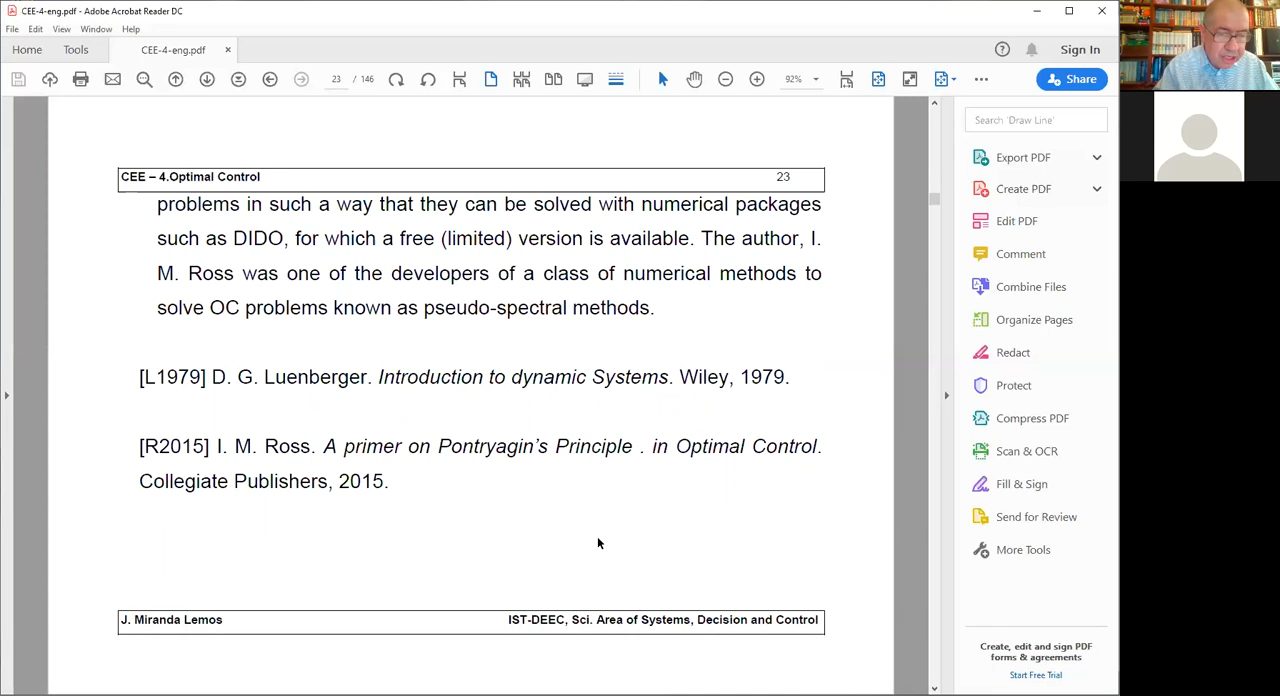 CEE-4-eng.pdf - Adobe Acrobat Reader DC
File Edit View Window Help
Home Tools CEE-4-eng.pdf × Sign In
23 / 146 92% Share
CEE – 4.Optimal Control 23
problems in such a way that they can be solved with numerical packages
such as DIDO, for which a free (limited) version is available. The author, I.
M. Ross was one of the developers of a class of numerical methods to
solve OC problems known as pseudo-spectral methods.
[L1979] D. G. Luenberger. Introduction to dynamic Systems. Wiley, 1979.
[R2015] I. M. Ross. A primer on Pontryagin's Principle . in Optimal Control.
Collegiate Publishers, 2015.
J. Miranda Lemos IST-DEEC, Sci. Area of Systems, Decision and Control
Search 'Draw Line'
Export PDF
Create PDF
Edit PDF
Comment
Combine Files
Organize Pages
Redact
Protect
Compress PDF
Scan & OCR
Fill & Sign
Send for Review
More Tools
Create, edit and sign PDF
forms & agreements
Start Free Trial